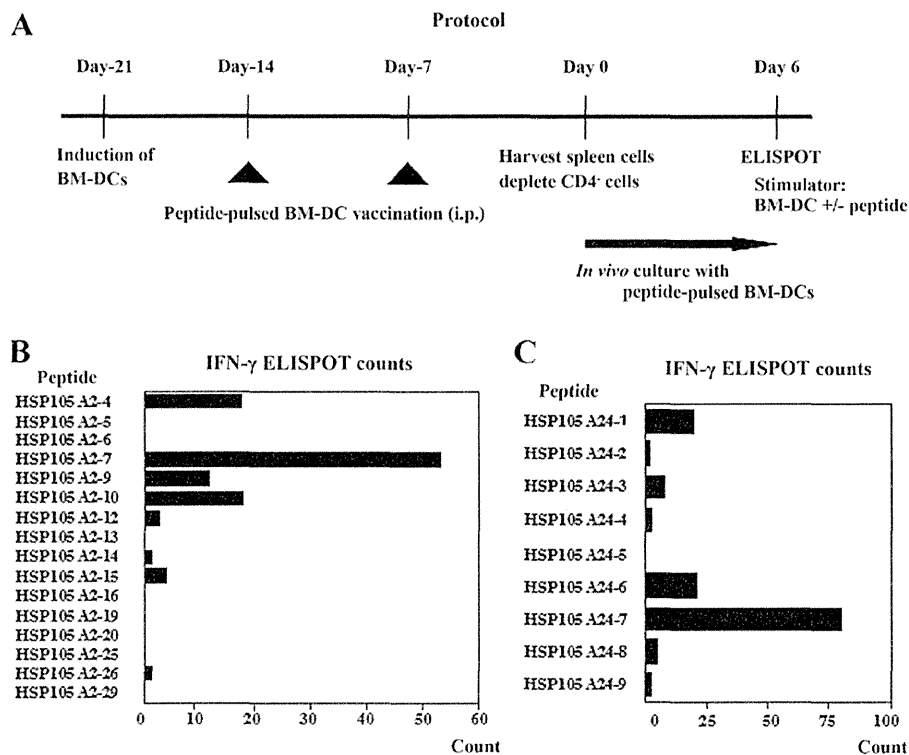 A
Protocol
Day-21 Day-14 Day-7 Day 0 Day 6
Induction of
BM-DCs
Peptide-pulsed BM-DC vaccination (i.p.)
Harvest spleen cells
deplete CD4- cells
ELISPOT
Stimulator:
BM-DC +/- peptide
In vivo culture with
peptide-pulsed BM-DCs
B
IFN-γ ELISPOT counts
Peptide
HSP105 A2-4
HSP105 A2-5
HSP105 A2-6
HSP105 A2-7
HSP105 A2-9
HSP105 A2-10
HSP105 A2-12
HSP105 A2-13
HSP105 A2-14
HSP105 A2-15
HSP105 A2-16
HSP105 A2-19
HSP105 A2-20
HSP105 A2-25
HSP105 A2-26
HSP105 A2-29
0 10 20 30 40 50 60
Count
C
IFN-γ ELISPOT counts
Peptide
HSP105 A24-1
HSP105 A24-2
HSP105 A24-3
HSP105 A24-4
HSP105 A24-5
HSP105 A24-6
HSP105 A24-7
HSP105 A24-8
HSP105 A24-9
0 25 50 75 100
Count